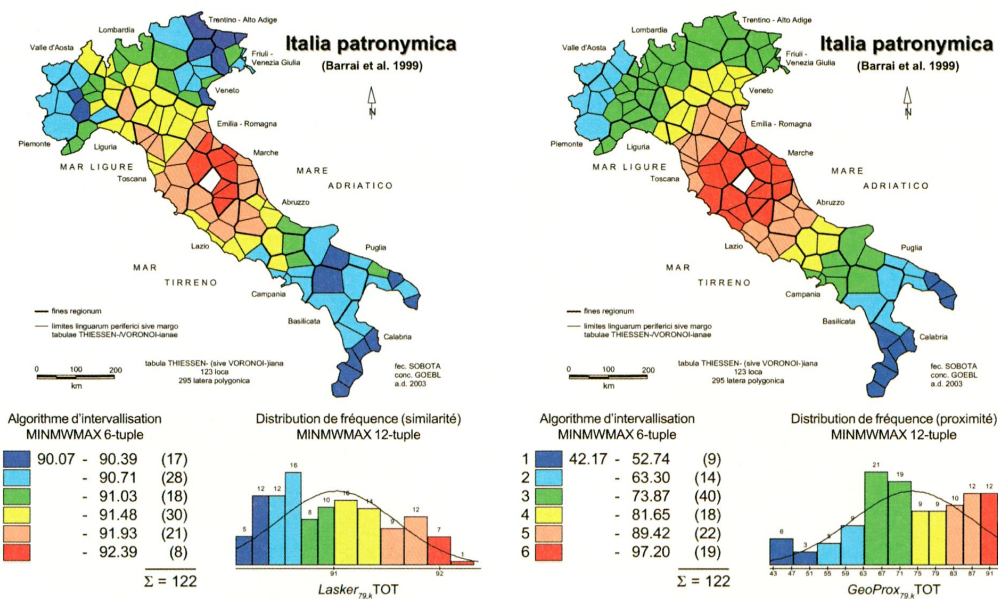 Trentino - Alto Adige
Lombardia
Valle d'Aosta
Italia patronymica
(Barrai et al. 1999)
Friuli -
Venezia Giulia
N
Veneto
Emilia - Romagna
Piemonte
Liguria
MAR LIGURE
Marche
MARE
ADRIATICO
Toscana
Abruzzo
Lazio
Puglia
MAR
TIRRENO
Campania
Basilicata
Calabria
fines regionum
limites linguarum periferici sive margo
tabulae THIESSEN-/VORONOI-ianae
0 100 200
km
tabula THIESSEN- (sive VORONOI-)iana
123 loca
295 latera polygonica
fec. SOBOTA
conc. GOEBL
a.d. 2003
Algorithme d'intervallisation
MINMWMAX 6-tuple
90.07 - 90.39 (17)
- 90.71 (28)
- 91.03 (18)
- 91.48 (30)
- 91.93 (21)
- 92.39 (8)
Σ = 122
Distribution de fréquence (similarité)
MINMWMAX 12-tuple
5 12 12 16 8 10 16 14 9 12 7 1
91 92
Lasker79,kTOT
Trentino - Alto Adige
Lombardia
Valle d'Aosta
Italia patronymica
(Barrai et al. 1999)
Friuli -
Venezia Giulia
N
Veneto
Emilia - Romagna
Piemonte
Liguria
MAR LIGURE
Marche
MARE
ADRIATICO
Toscana
Abruzzo
Lazio
Puglia
MAR
TIRRENO
Campania
Basilicata
Calabria
fines regionum
limites linguarum periferici sive margo
tabulae THIESSEN-/VORONOI-ianae
0 100 200
km
tabula THIESSEN- (sive VORONOI-)iana
123 loca
295 latera polygonica
fec. SOBOTA
conc. GOEBL
a.d. 2003
Algorithme d'intervallisation
MINMWMAX 6-tuple
1 42.17 - 52.74 (9)
2 - 63.30 (14)
3 - 73.87 (40)
4 - 81.65 (18)
5 - 89.42 (22)
6 - 97.20 (19)
Σ = 122
Distribution de fréquence (proximité)
MINMWMAX 12-tuple
6 3 5 9 21 19 9 9 10 12 12
43 47 51 55 59 63 67 71 75 79 83 87 91
GeoProx79,kTOT